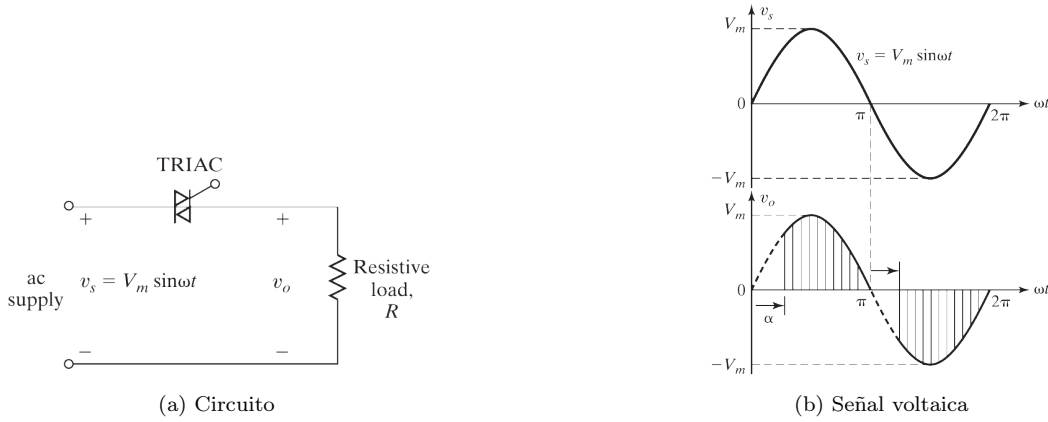 TRIAC
+
+
ac
supply
v_s = V_m sinωt
v_o
Resistive
load,
R
−
−
(a) Circuito
v_s
V_m
v_s = V_m sinωt
0
π
2π
ωt
−V_m
v_o
V_m
0
α
π
2π
ωt
−V_m
(b) Señal voltaica